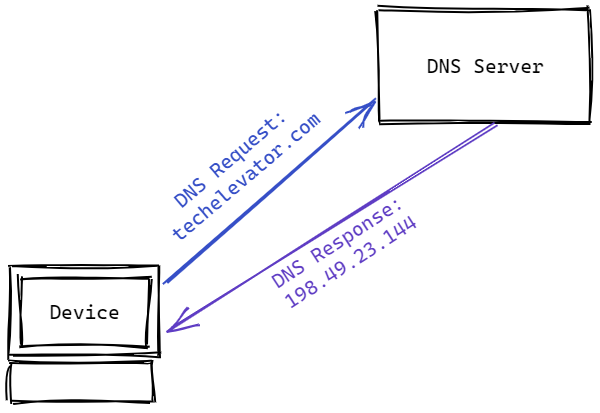 DNS Server
DNS Request:
techelevator.com
DNS Response:
198.49.23.144
Device